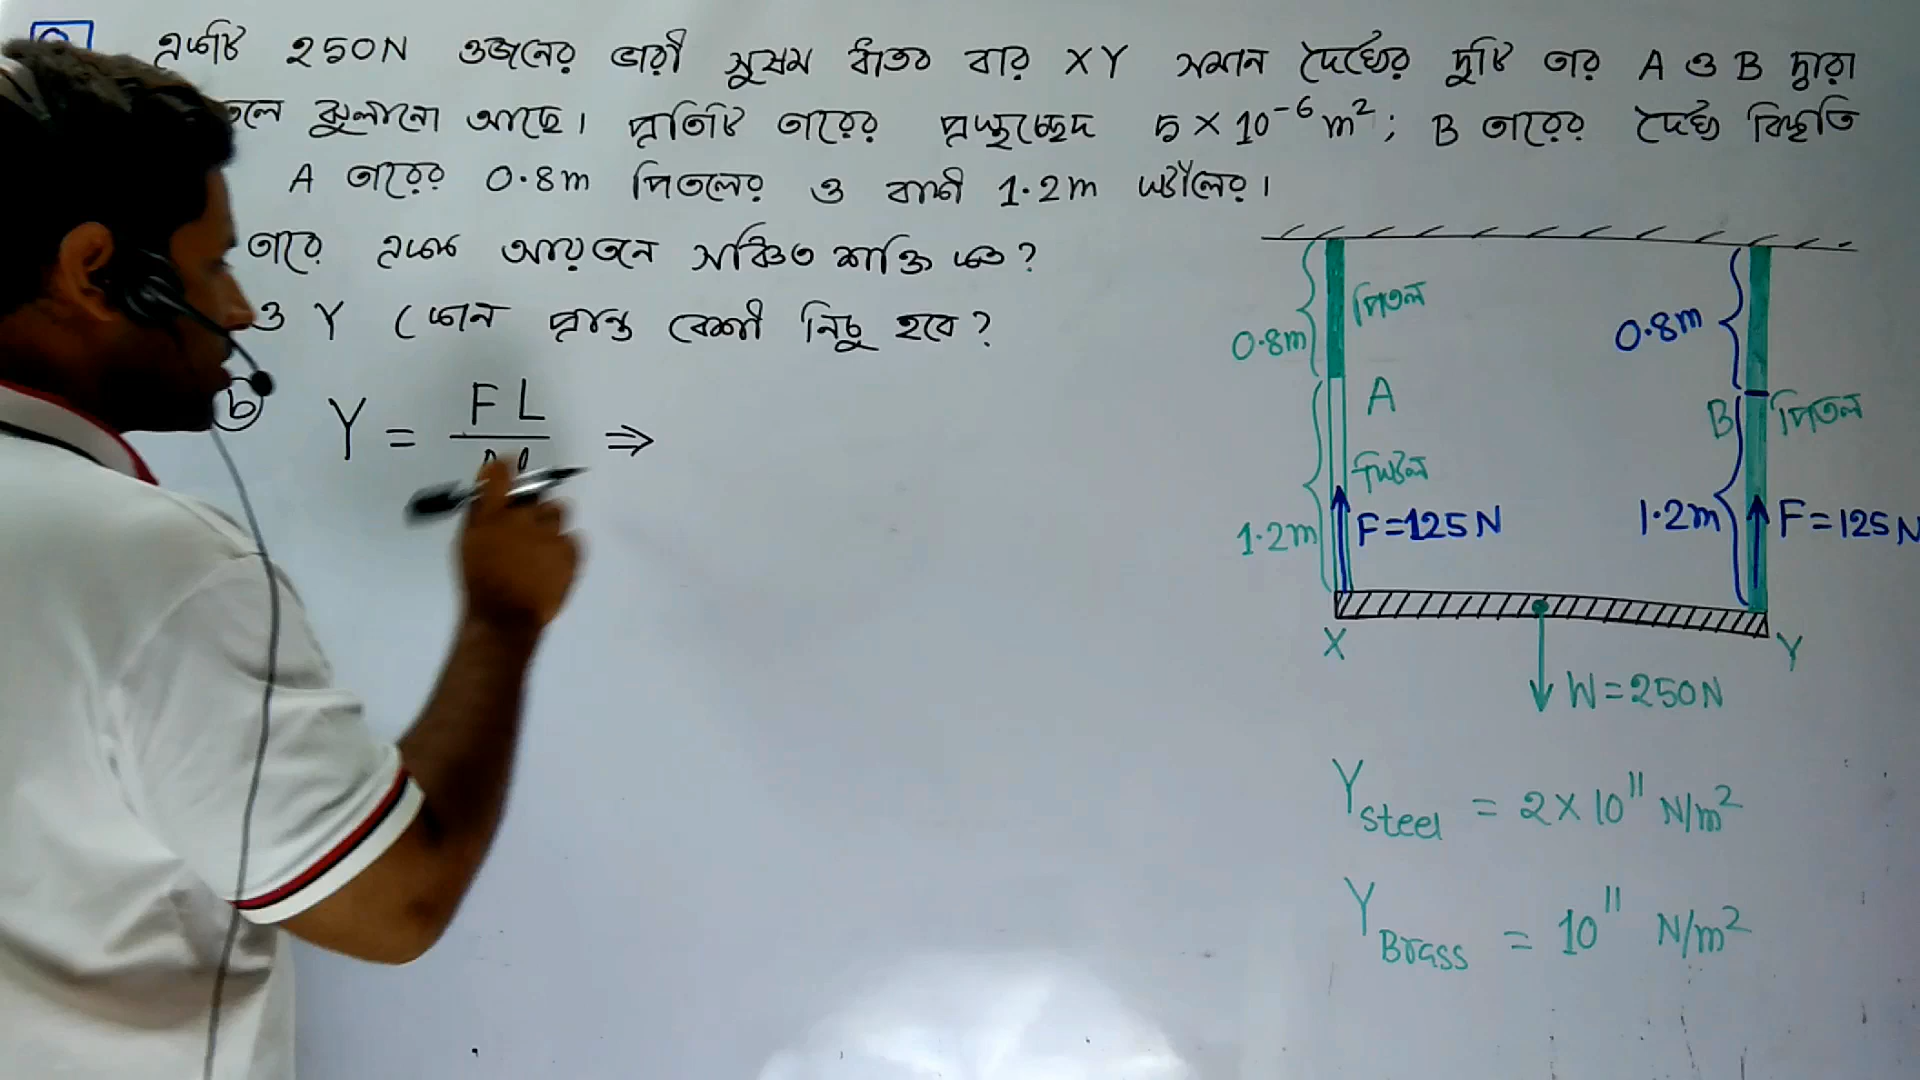 একটি 250N ওজনের ভারী সুষম ধাতব বার XY সমান দৈর্ঘ্যের দুটি তার A ও B দ্বারা
ঝুলানো আছে। প্রতিটি তারের প্রস্থচ্ছেদ 5 × 10⁻⁶ m²; B তারের দৈর্ঘ্য
A তারের 0.8m পিতলের ও বাকী 1.2m স্টীলের।
তারে একক আয়তনে সঞ্চিত শক্তি কত?
ও Y কোন প্রান্ত বেশী নিচু হবে?
b
Y = FL / ⇒
0.8m
পিতল
0.8m
A
B
পিতল
স্টীল
1.2m
F=125N
1.2m
F=125N
X
Y
W=250N
Y steel = 2×10¹¹ N/m²
Y Brass = 10¹¹ N/m²